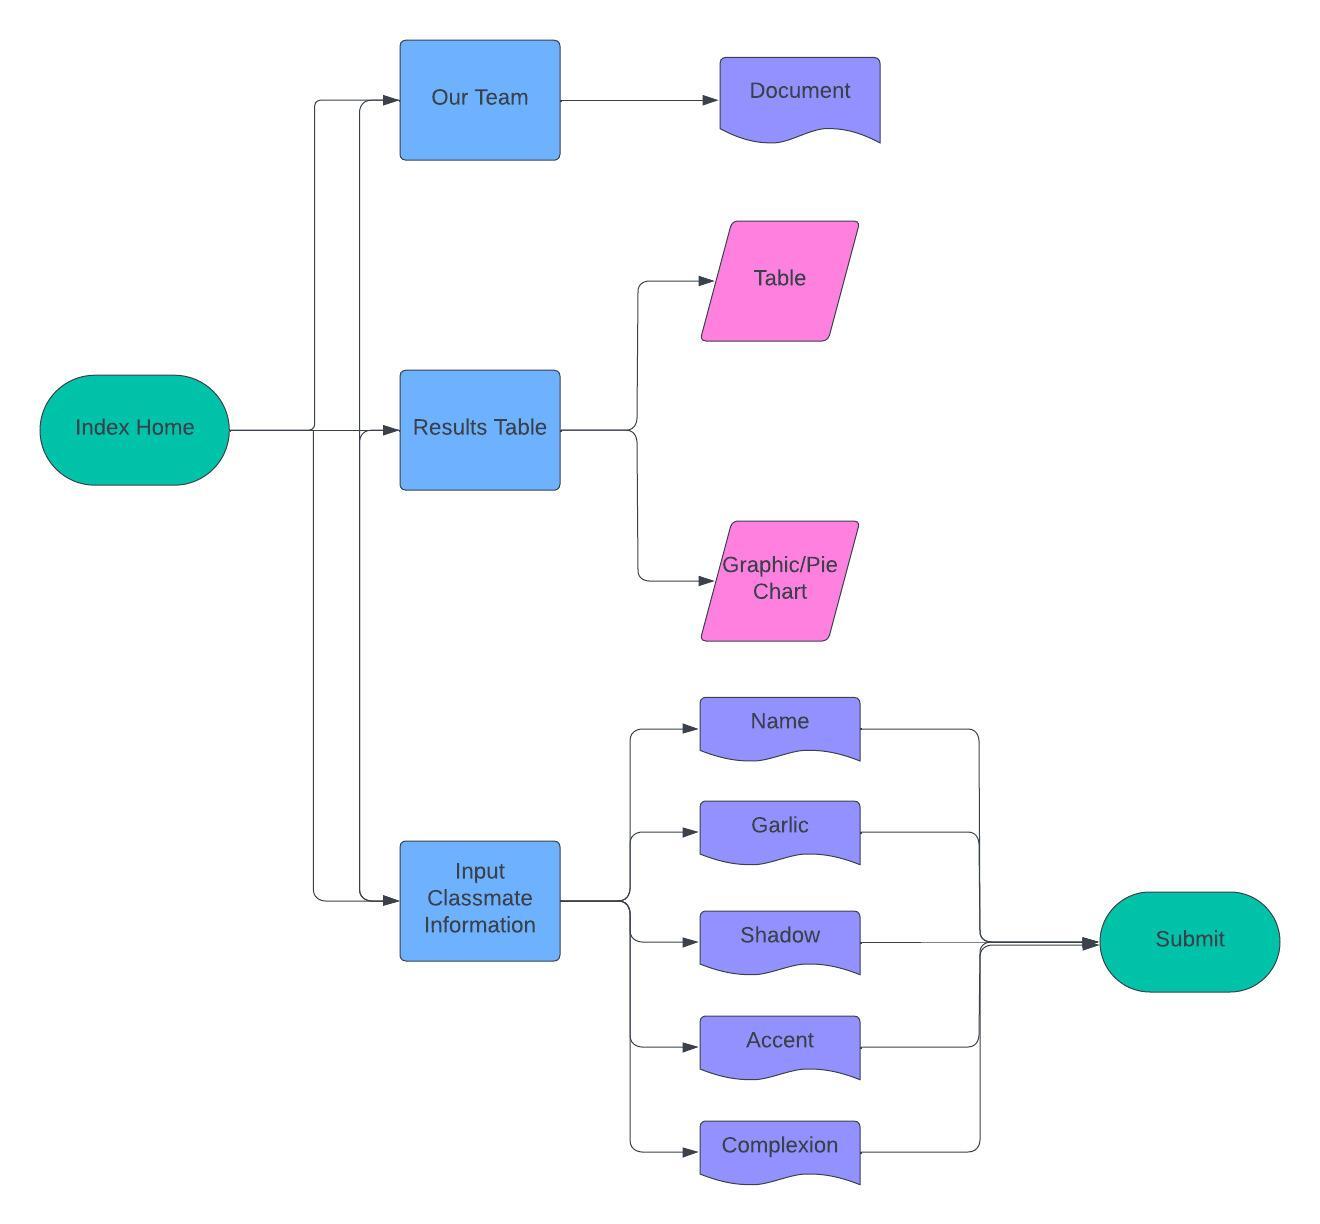 Our Team
Document
Table
Index Home
Results Table
Graphic/Pie
Chart
Name
Garlic
Input
Classmate
Information
Shadow
Submit
Accent
Complexion